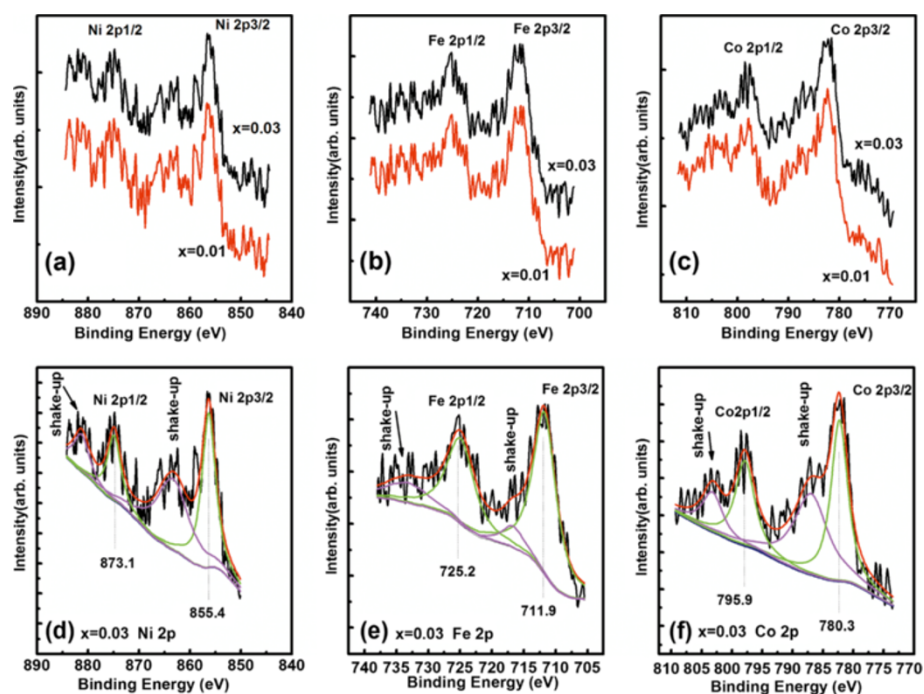 Ni 2p1/2
Ni 2p3/2
x=0.03
x=0.01
(a)
Intensity(arb. units)
890 880 870 860 850 840
Binding Energy (eV)
Fe 2p1/2
Fe 2p3/2
x=0.03
x=0.01
(b)
Intensity(arb. units)
740 730 720 710 700
Binding Energy (eV)
Co 2p1/2
Co 2p3/2
x=0.03
x=0.01
(c)
Intensity(arb. units)
810 800 790 780 770
Binding Energy (eV)
shake-up
Ni 2p1/2
shake-up
Ni 2p3/2
873.1
855.4
(d)
x=0.03 Ni 2p
Intensity(arb. units)
890 880 870 860 850 840
Binding Energy (eV)
shake-up
Fe 2p1/2
shake-up
Fe 2p3/2
725.2
711.9
(e)
x=0.03 Fe 2p
Intensity(arb. units)
740 735 730 725 720 715 710 705
Binding Energy (eV)
shake-up
Co2p1/2
shake-up
Co 2p3/2
795.9
780.3
(f)
x=0.03 Co 2p
Intensity(arb. units)
810 805 800 795 790 785 780 775 770
Binding Energy (eV)